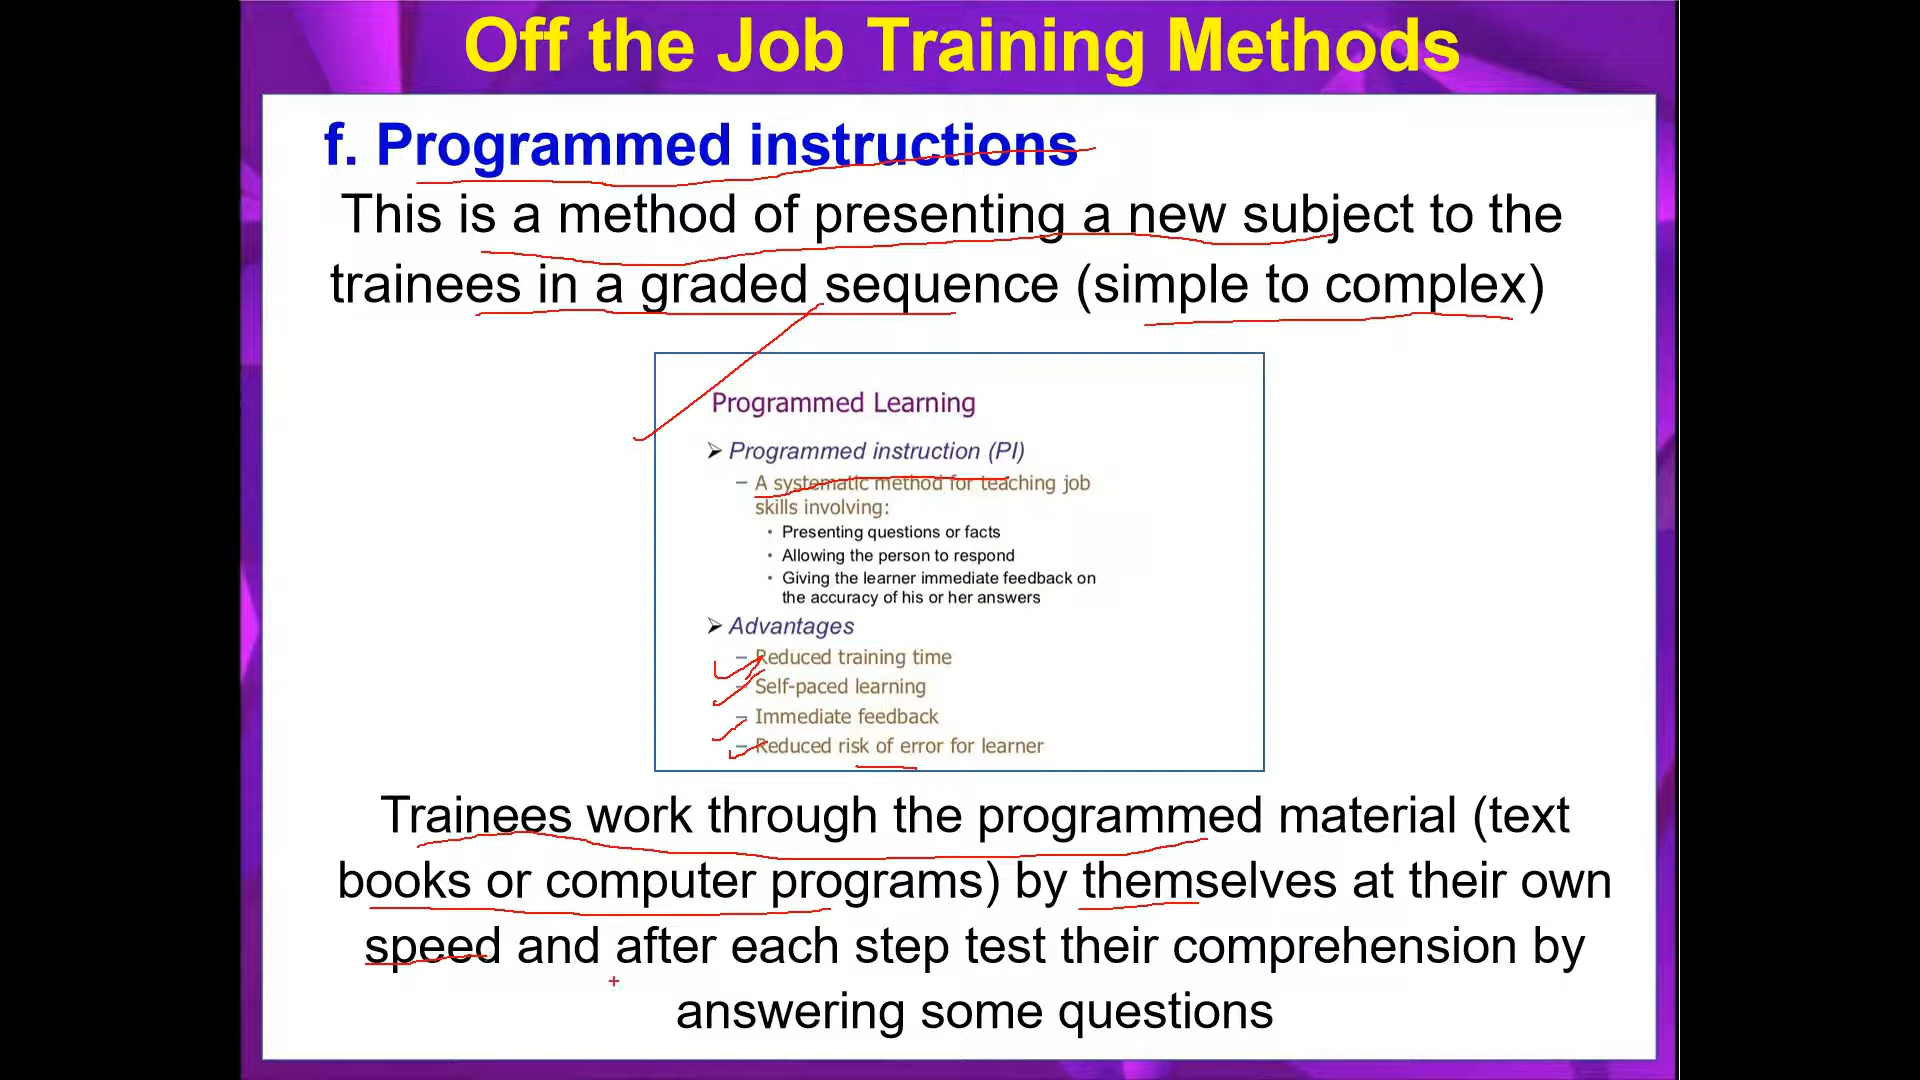 Off the Job Training Methods
f. Programmed instructions
This is a method of presenting a new subject to the
trainees in a graded sequence (simple to complex)
Programmed Learning
➢ Programmed instruction (PI)
– A systematic method for teaching job
skills involving:
• Presenting questions or facts
• Allowing the person to respond
• Giving the learner immediate feedback on
the accuracy of his or her answers
➢ Advantages
– Reduced training time
– Self-paced learning
– Immediate feedback
– Reduced risk of error for learner
Trainees work through the programmed material (text
books or computer programs) by themselves at their own
speed and after each step test their comprehension by
answering some questions